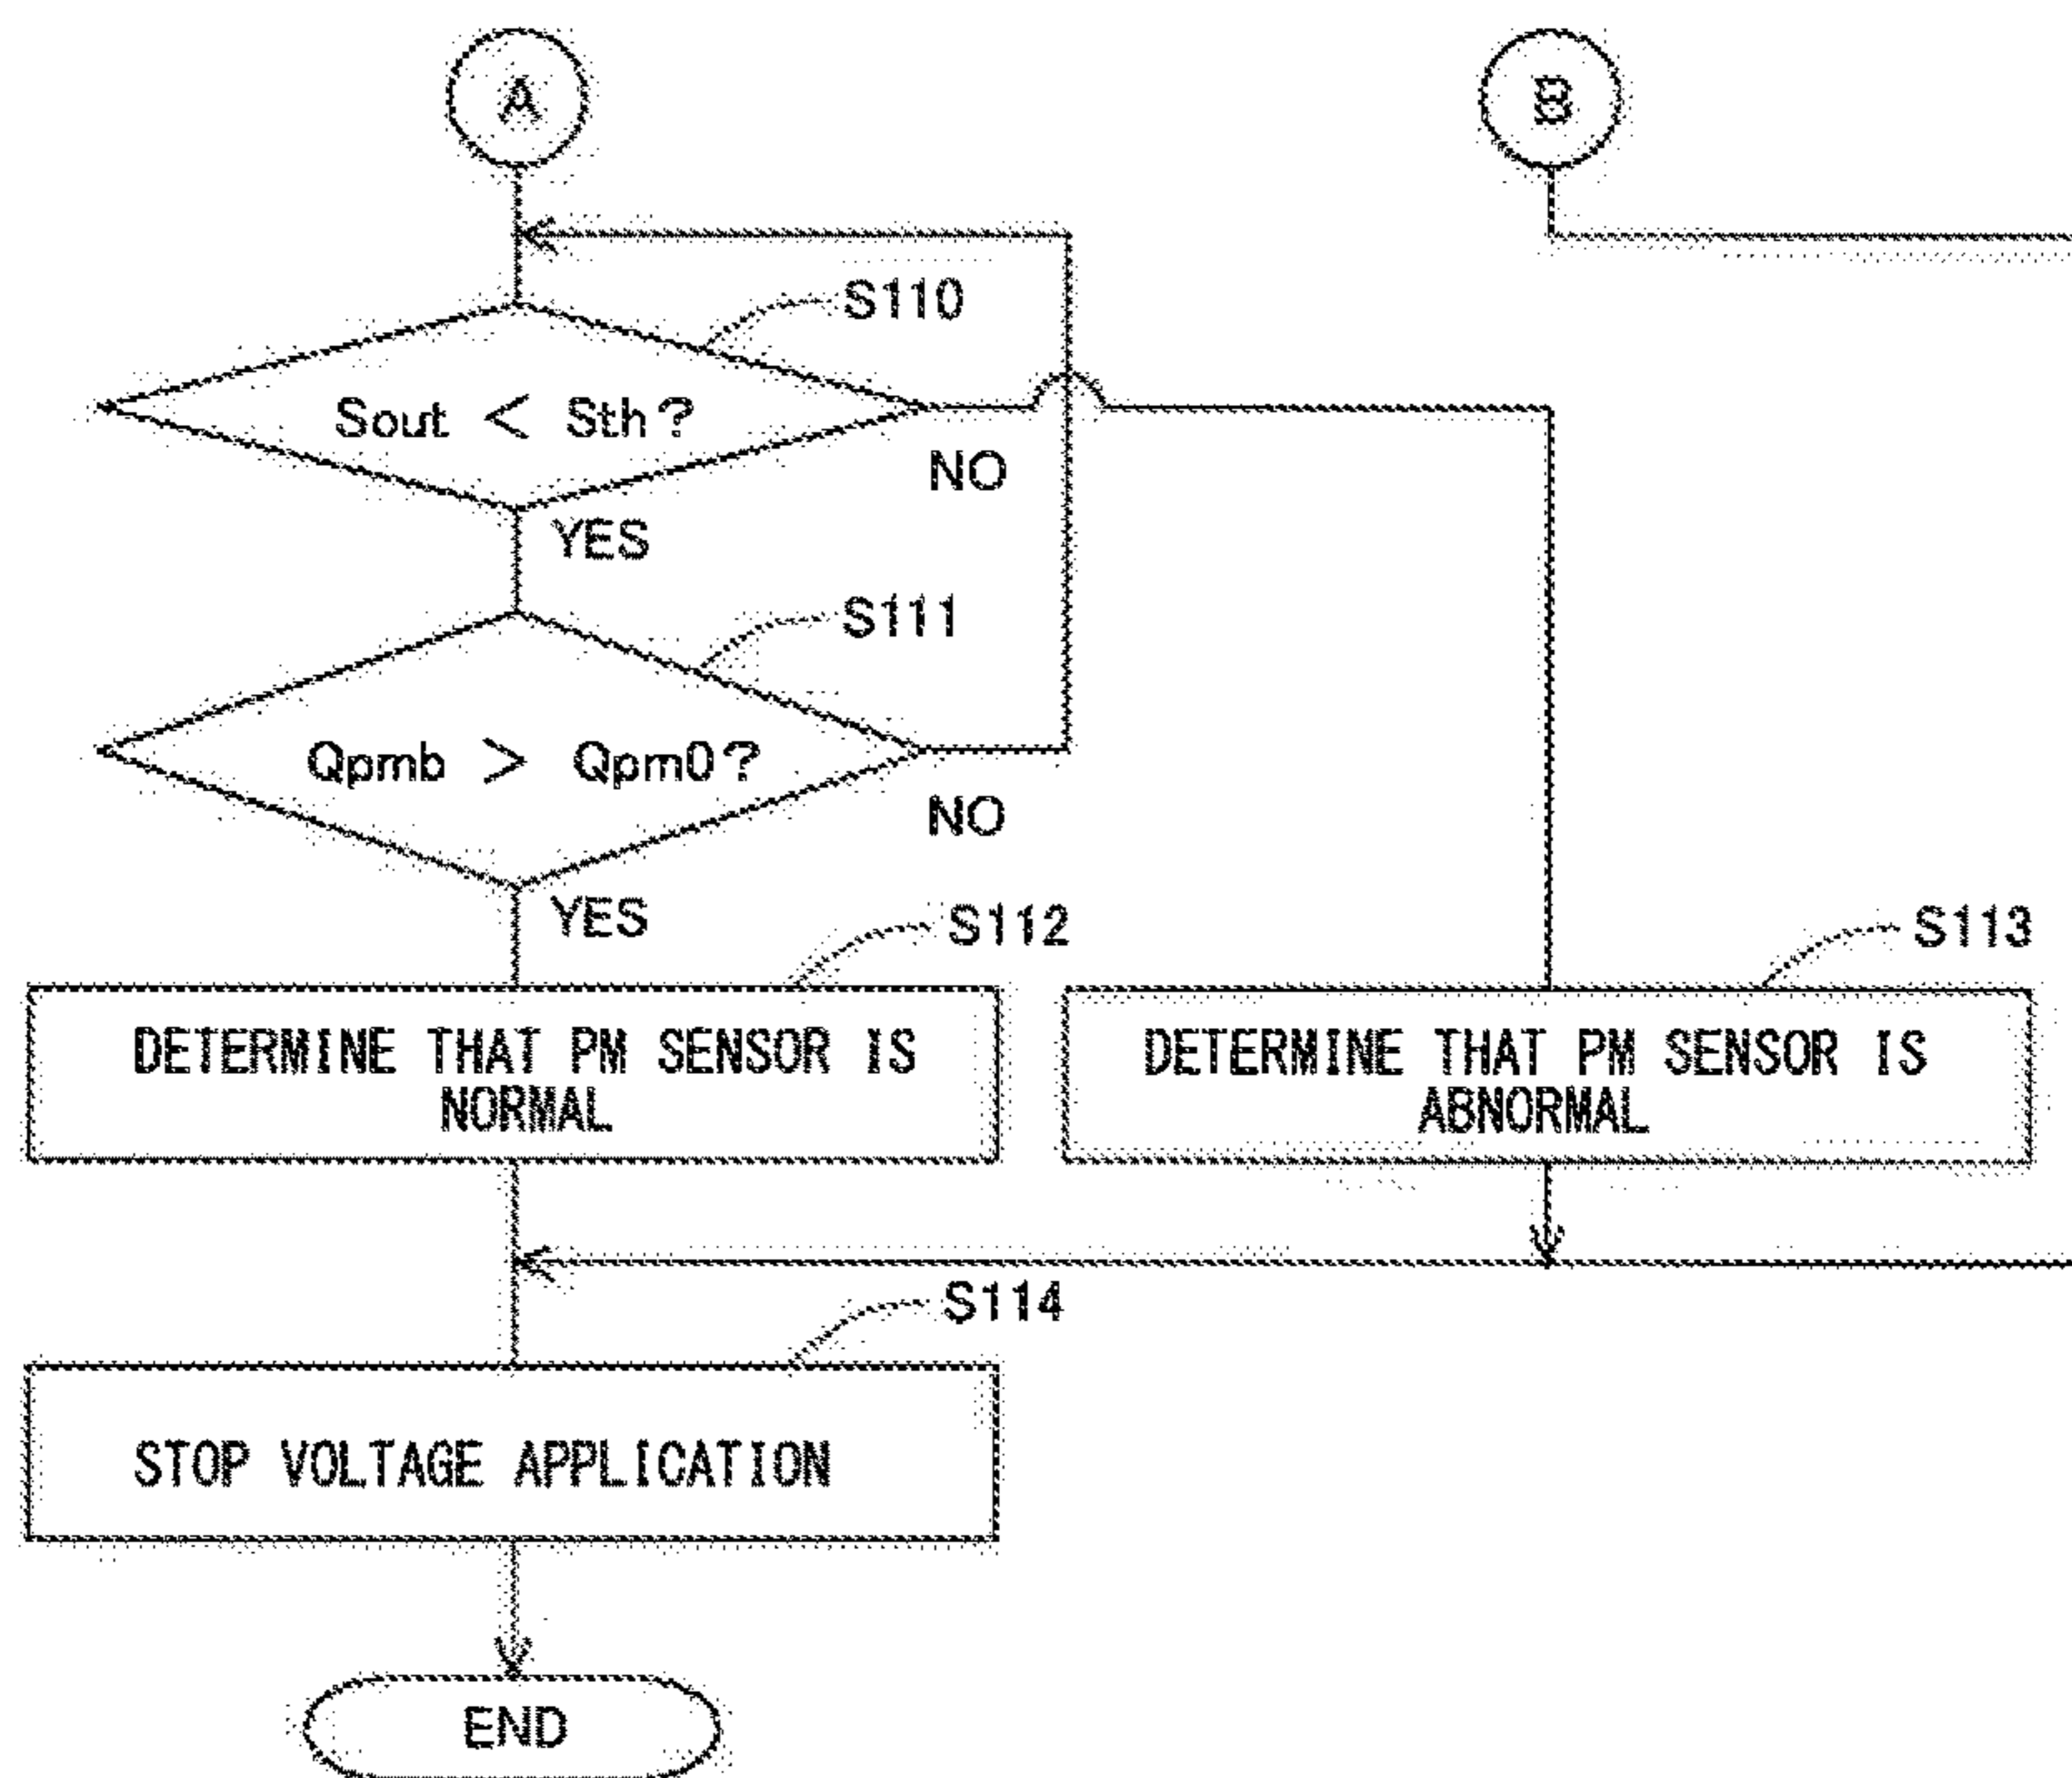 A
B
S110
Sout < Sth?
NO
YES
S111
Qpmb > Qpm0?
NO
YES
S112
S113
DETERMINE THAT PM SENSOR IS
NORMAL
DETERMINE THAT PM SENSOR IS
ABNORMAL
S114
STOP VOLTAGE APPLICATION
END